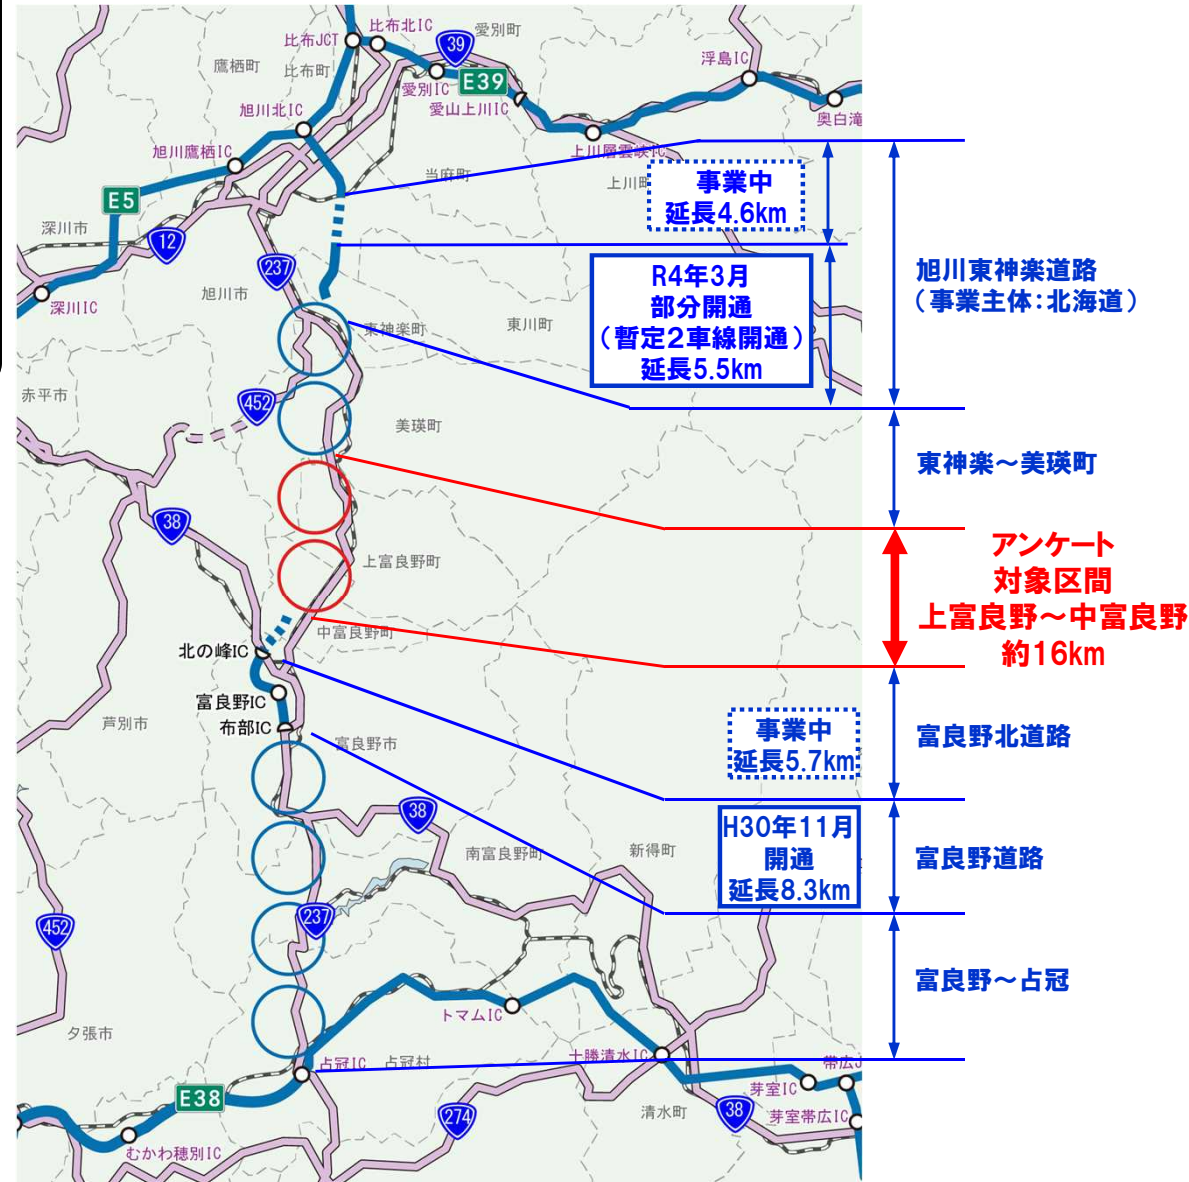 比布北IC
愛別町
比布JCT
39
鷹栖町
比布町
浮島IC
愛別IC
E39
愛山上川IC
旭川北IC
奥白滝
旭川鷹栖IC
上川層雲峡IC
当麻町
上川町
E5
深川市
12
237
深川IC
旭川市
東神楽町
東川町
赤平市
452
美瑛町
38
上富良野町
中富良野町
北の峰IC
富良野IC
布部IC
芦別市
富良野市
38
南富良野町
新得町
452
237
トマムIC
夕張市
占冠IC
占冠村
十勝清水IC
帯広J
芽室IC
E38
清水町
38
芽室帯広IC
274
むかわ穂別IC
事業中
延長4.6km
R4年3月
部分開通
（暫定2車線開通）
延長5.5km
旭川東神楽道路
（事業主体：北海道）
東神楽～美瑛町
アンケート
対象区間
上富良野～中富良野
約16km
事業中
延長5.7km
富良野北道路
H30年11月
開通
延長8.3km
富良野道路
富良野～占冠